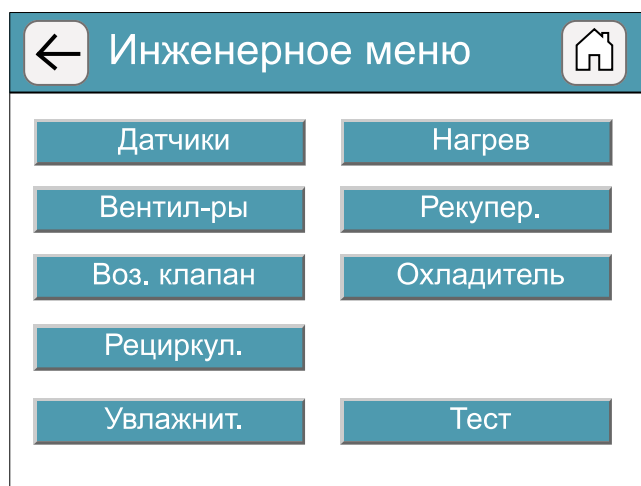 Инженерное меню
Датчики
Нагрев
Вентил-ры
Рекупер.
Воз. клапан
Охладитель
Рециркул.
Увлажнит.
Тест